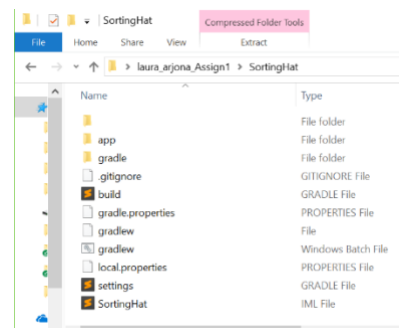 SortingHat
Compressed Folder Tools
File Home Share View Extract
laura_arjona_Assign1 > SortingHat
Name Type
File folder
app File folder
gradle File folder
.gitignore GITIGNORE File
build GRADLE File
gradle.properties PROPERTIES File
gradlew File
gradlew Windows Batch File
local.properties PROPERTIES File
settings GRADLE File
SortingHat IML File